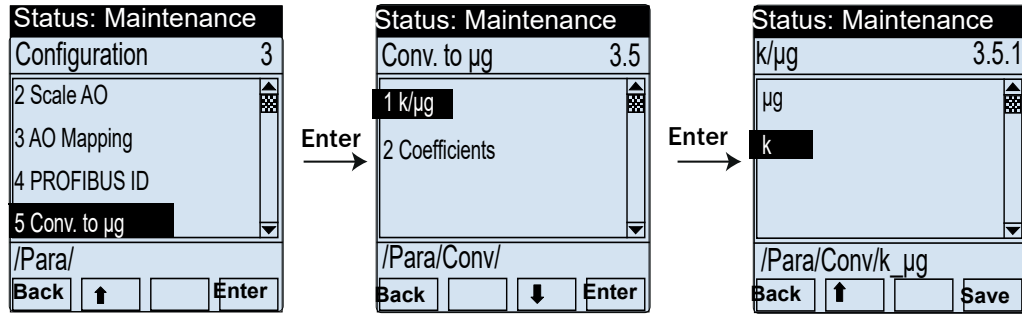 Status: Maintenance
Configuration 3
2 Scale AO
3 AO Mapping
4 PROFIBUS ID
5 Conv. to µg
/Para/
Back Enter
Enter
Status: Maintenance
Conv. to µg 3.5
1 k/µg
2 Coefficients
/Para/Conv/
Back Enter
Enter
Status: Maintenance
k/µg 3.5.1
µg
k
/Para/Conv/k_µg
Back Save